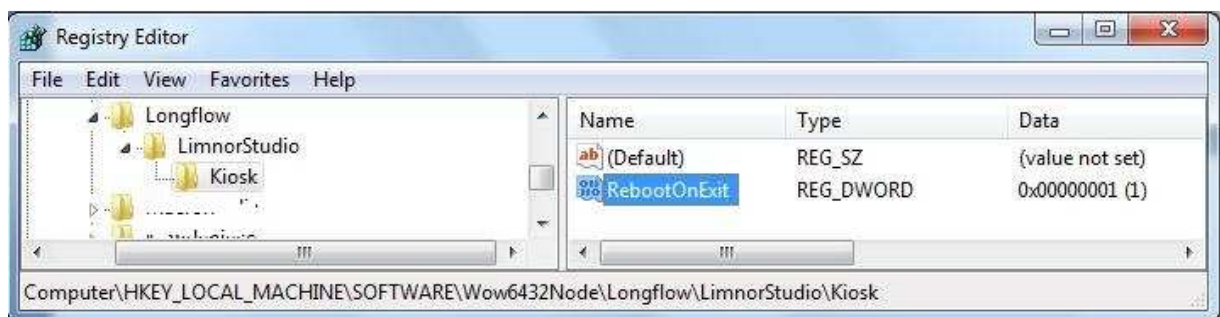 Registry Editor
File Edit View Favorites Help
Longflow
LimnorStudio
Kiosk
Name Type Data
(Default) REG_SZ (value not set)
RebootOnExit REG_DWORD 0x00000001 (1)
Computer\HKEY_LOCAL_MACHINE\SOFTWARE\Wow6432Node\Longflow\LimnorStudio\Kiosk